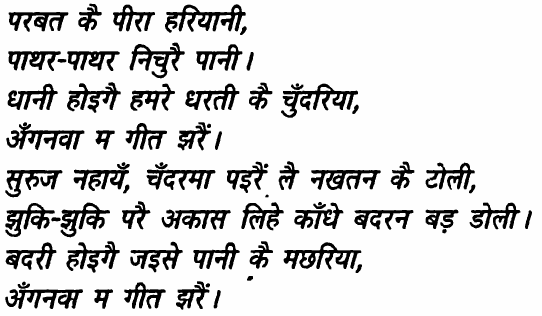 परबत कै पीरा हरियानी,
पाथर-पाथर निचुरै पानी।
धानी होइगै हमरे धरती कै चुँदरिया,
अँगनवा म गीत झरैं।
सुरुज नहायँ, चँदरमा पइरैं लै नखतन कै टोली,
झुकि-झुकि परै अकास लिहे काँधे बदरन बड़ डोली।
बदरी होइगै जइसे पानी कै मछरिया,
अँगनवा म गीत झरैं।